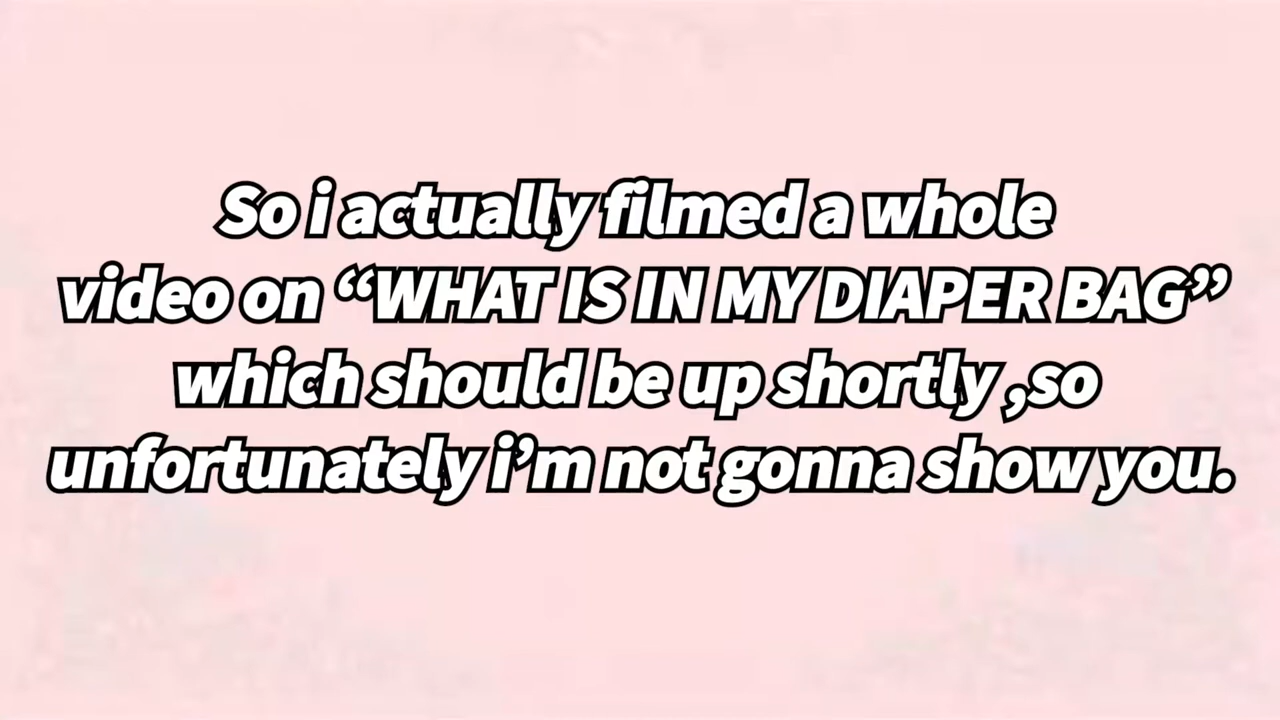 So i actually filmed a whole
video on “WHAT IS IN MY DIAPER BAG”
which should be up shortly ,so
unfortunately i’m not gonna show you.